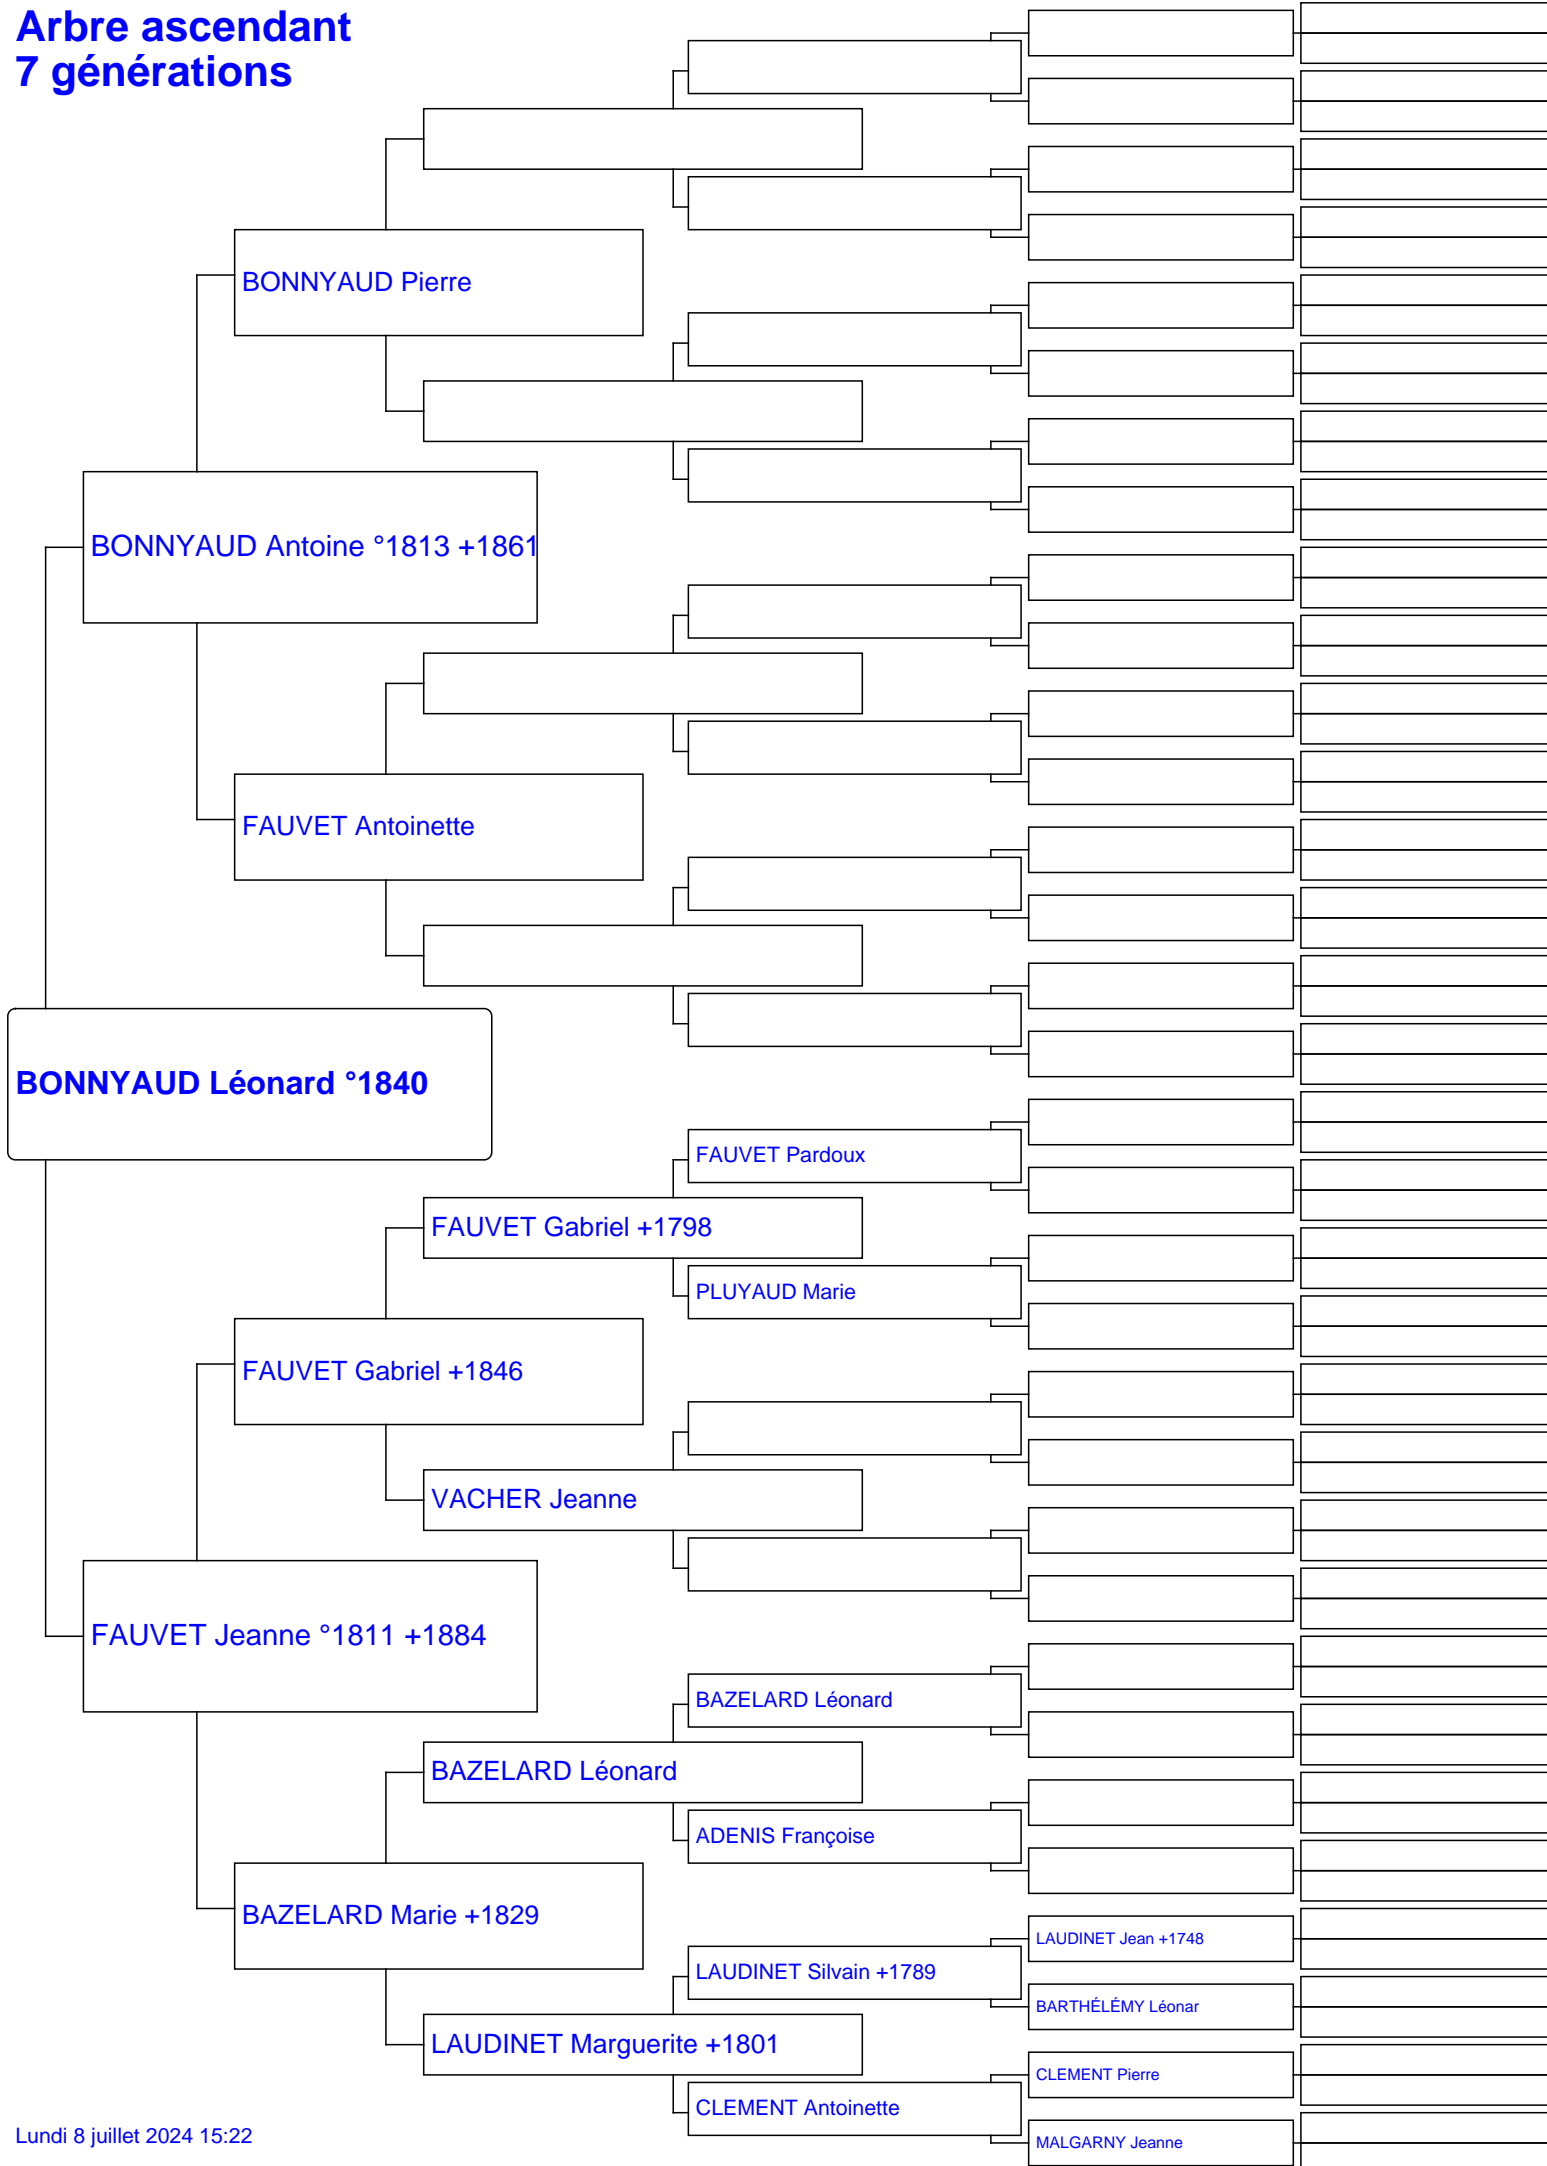 Arbre ascendant
7 générations
BONNYAUD Pierre
BONNYAUD Antoine °1813 +1861
FAUVET Antoinette
BONNYAUD Léonard °1840
FAUVET Pardoux
FAUVET Gabriel +1798
PLUYAUD Marie
FAUVET Gabriel +1846
VACHER Jeanne
FAUVET Jeanne °1811 +1884
BAZELARD Léonard
BAZELARD Léonard
ADENIS Françoise
BAZELARD Marie +1829
LAUDINET Jean +1748
LAUDINET Silvain +1789
BARTHÉLÉMY Léonar
LAUDINET Marguerite +1801
CLEMENT Pierre
CLEMENT Antoinette
MALGARNY Jeanne
Lundi 8 juillet 2024 15:22